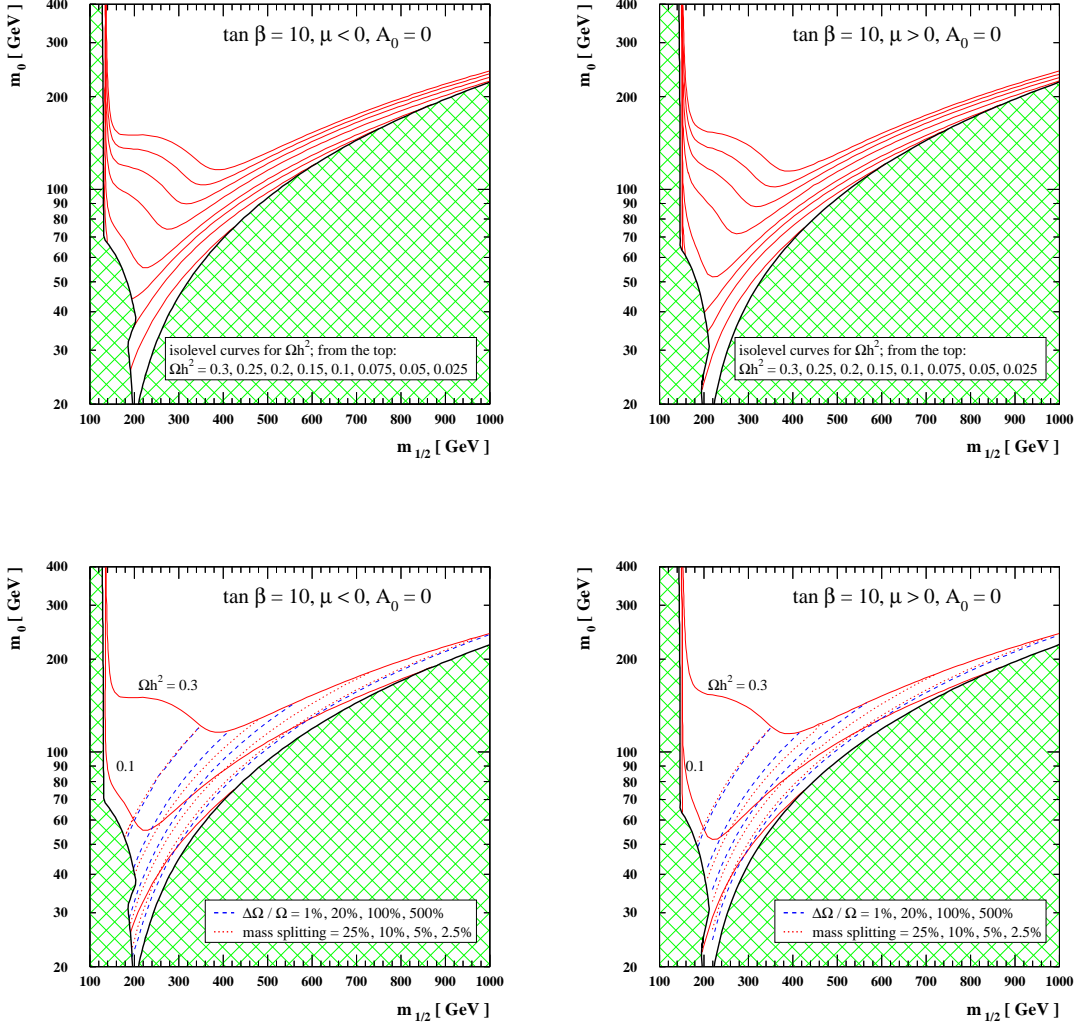 tan β = 10, μ < 0, A₀ = 0
m₀ [ GeV ]
400
300
200
100
90
80
70
60
50
40
30
20
isolevel curves for Ωh²; from the top:
Ωh² = 0.3, 0.25, 0.2, 0.15, 0.1, 0.075, 0.05, 0.025
100 200 300 400 500 600 700 800 900 1000
m₁/₂ [ GeV ]
tan β = 10, μ > 0, A₀ = 0
m₀ [ GeV ]
400
300
200
100
90
80
70
60
50
40
30
20
isolevel curves for Ωh²; from the top:
Ωh² = 0.3, 0.25, 0.2, 0.15, 0.1, 0.075, 0.05, 0.025
100 200 300 400 500 600 700 800 900 1000
m₁/₂ [ GeV ]
tan β = 10, μ < 0, A₀ = 0
m₀ [ GeV ]
400
300
200
100
90
80
70
60
50
40
30
20
Ωh² = 0.3
0.1
ΔΩ / Ω = 1%, 20%, 100%, 500%
mass splitting = 25%, 10%, 5%, 2.5%
100 200 300 400 500 600 700 800 900 1000
m₁/₂ [ GeV ]
tan β = 10, μ > 0, A₀ = 0
m₀ [ GeV ]
400
300
200
100
90
80
70
60
50
40
30
20
Ωh² = 0.3
0.1
ΔΩ / Ω = 1%, 20%, 100%, 500%
mass splitting = 25%, 10%, 5%, 2.5%
100 200 300 400 500 600 700 800 900 1000
m₁/₂ [ GeV ]